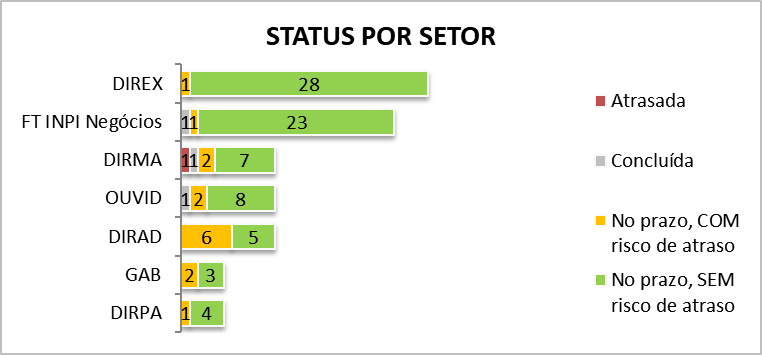 STATUS POR SETOR
DIREX
1 28
FT INPI Negócios
1 1 23
DIRMA
1 1 2 7
OUVID
1 2 8
DIRAD
6 5
GAB
2 3
DIRPA
1 4
Atrasada
Concluída
No prazo, COM
risco de atraso
No prazo, SEM
risco de atraso